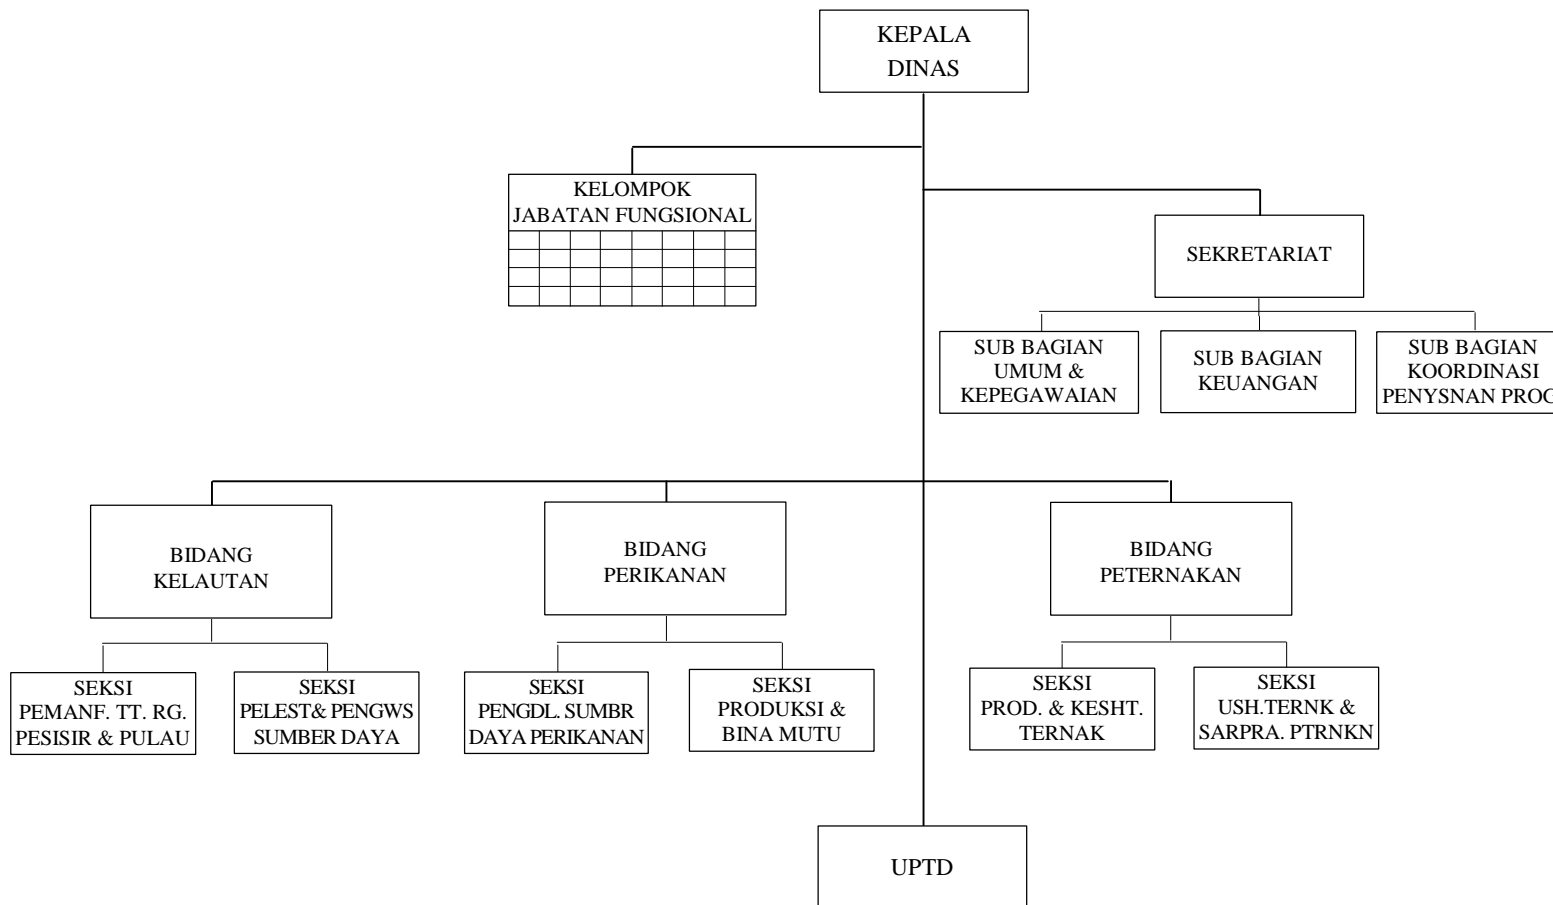 KEPALA
DINAS
KELOMPOK
JABATAN FUNGSIONAL
SEKRETARIAT
SUB BAGIAN
UMUM &
KEPEGAWAIAN
SUB BAGIAN
KEUANGAN
SUB BAGIAN
KOORDINASI
PENYSNAN PROG
BIDANG
KELAUTAN
BIDANG
PERIKANAN
BIDANG
PETERNAKAN
SEKSI
PEMANF. TT. RG.
PESISIR & PULAU
SEKSI
PELEST& PENGWS
SUMBER DAYA
SEKSI
PENGDL. SUMBR
DAYA PERIKANAN
SEKSI
PRODUKSI &
BINA MUTU
SEKSI
PROD. & KESHT.
TERNAK
SEKSI
USH.TERNK &
SARPRA. PTRNKN
UPTD